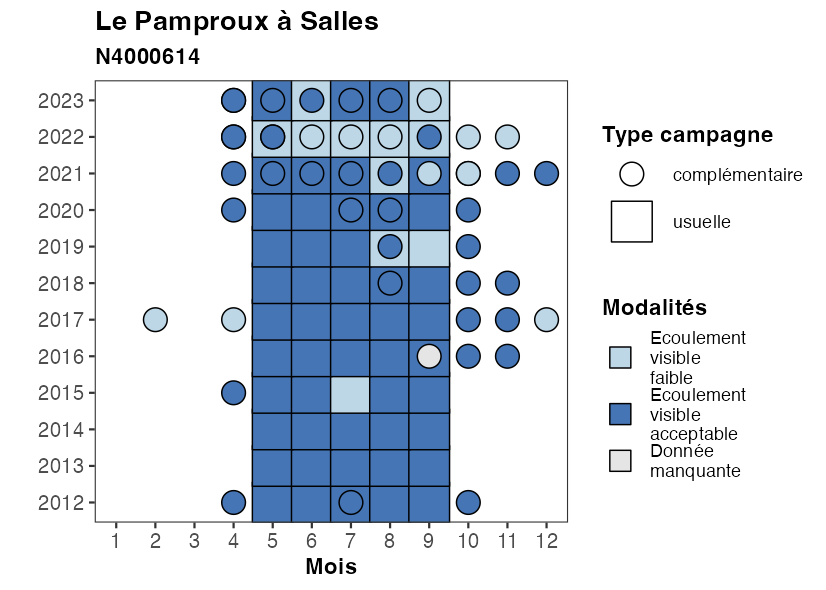 Le Pamproux à Salles
N4000614
2023
2022
2021
2020
2019
2018
2017
2016
2015
2014
2013
2012
1 2 3 4 5 6 7 8 9 10 11 12
Mois
Type campagne
complémentaire
usuelle
Modalités
Ecoulement
visible
faible
Ecoulement
visible
acceptable
Donnée
manquante